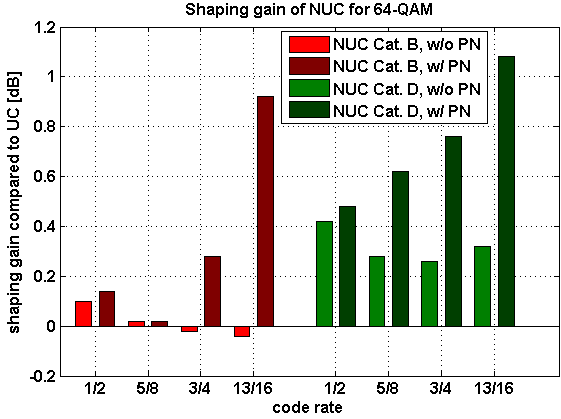 Shaping gain of NUC for 64-QAM
1.2
1
0.8
0.6
0.4
0.2
0
-0.2
shaping gain compared to UC [dB]
NUC Cat. B, w/o PN
NUC Cat. B, w/ PN
NUC Cat. D, w/o PN
NUC Cat. D, w/ PN
1/2 5/8 3/4 13/16 1/2 5/8 3/4 13/16
code rate